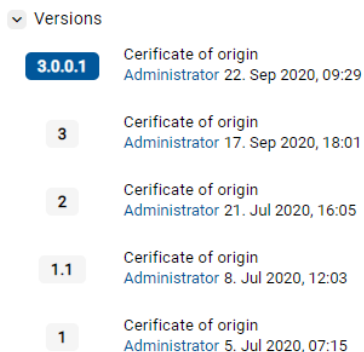 Versions
3.0.0.1
Cerificate of origin
Administrator 22. Sep 2020, 09:29
3
Cerificate of origin
Administrator 17. Sep 2020, 18:01
2
Cerificate of origin
Administrator 21. Jul 2020, 16:05
1.1
Cerificate of origin
Administrator 8. Jul 2020, 12:03
1
Cerificate of origin
Administrator 5. Jul 2020, 07:15